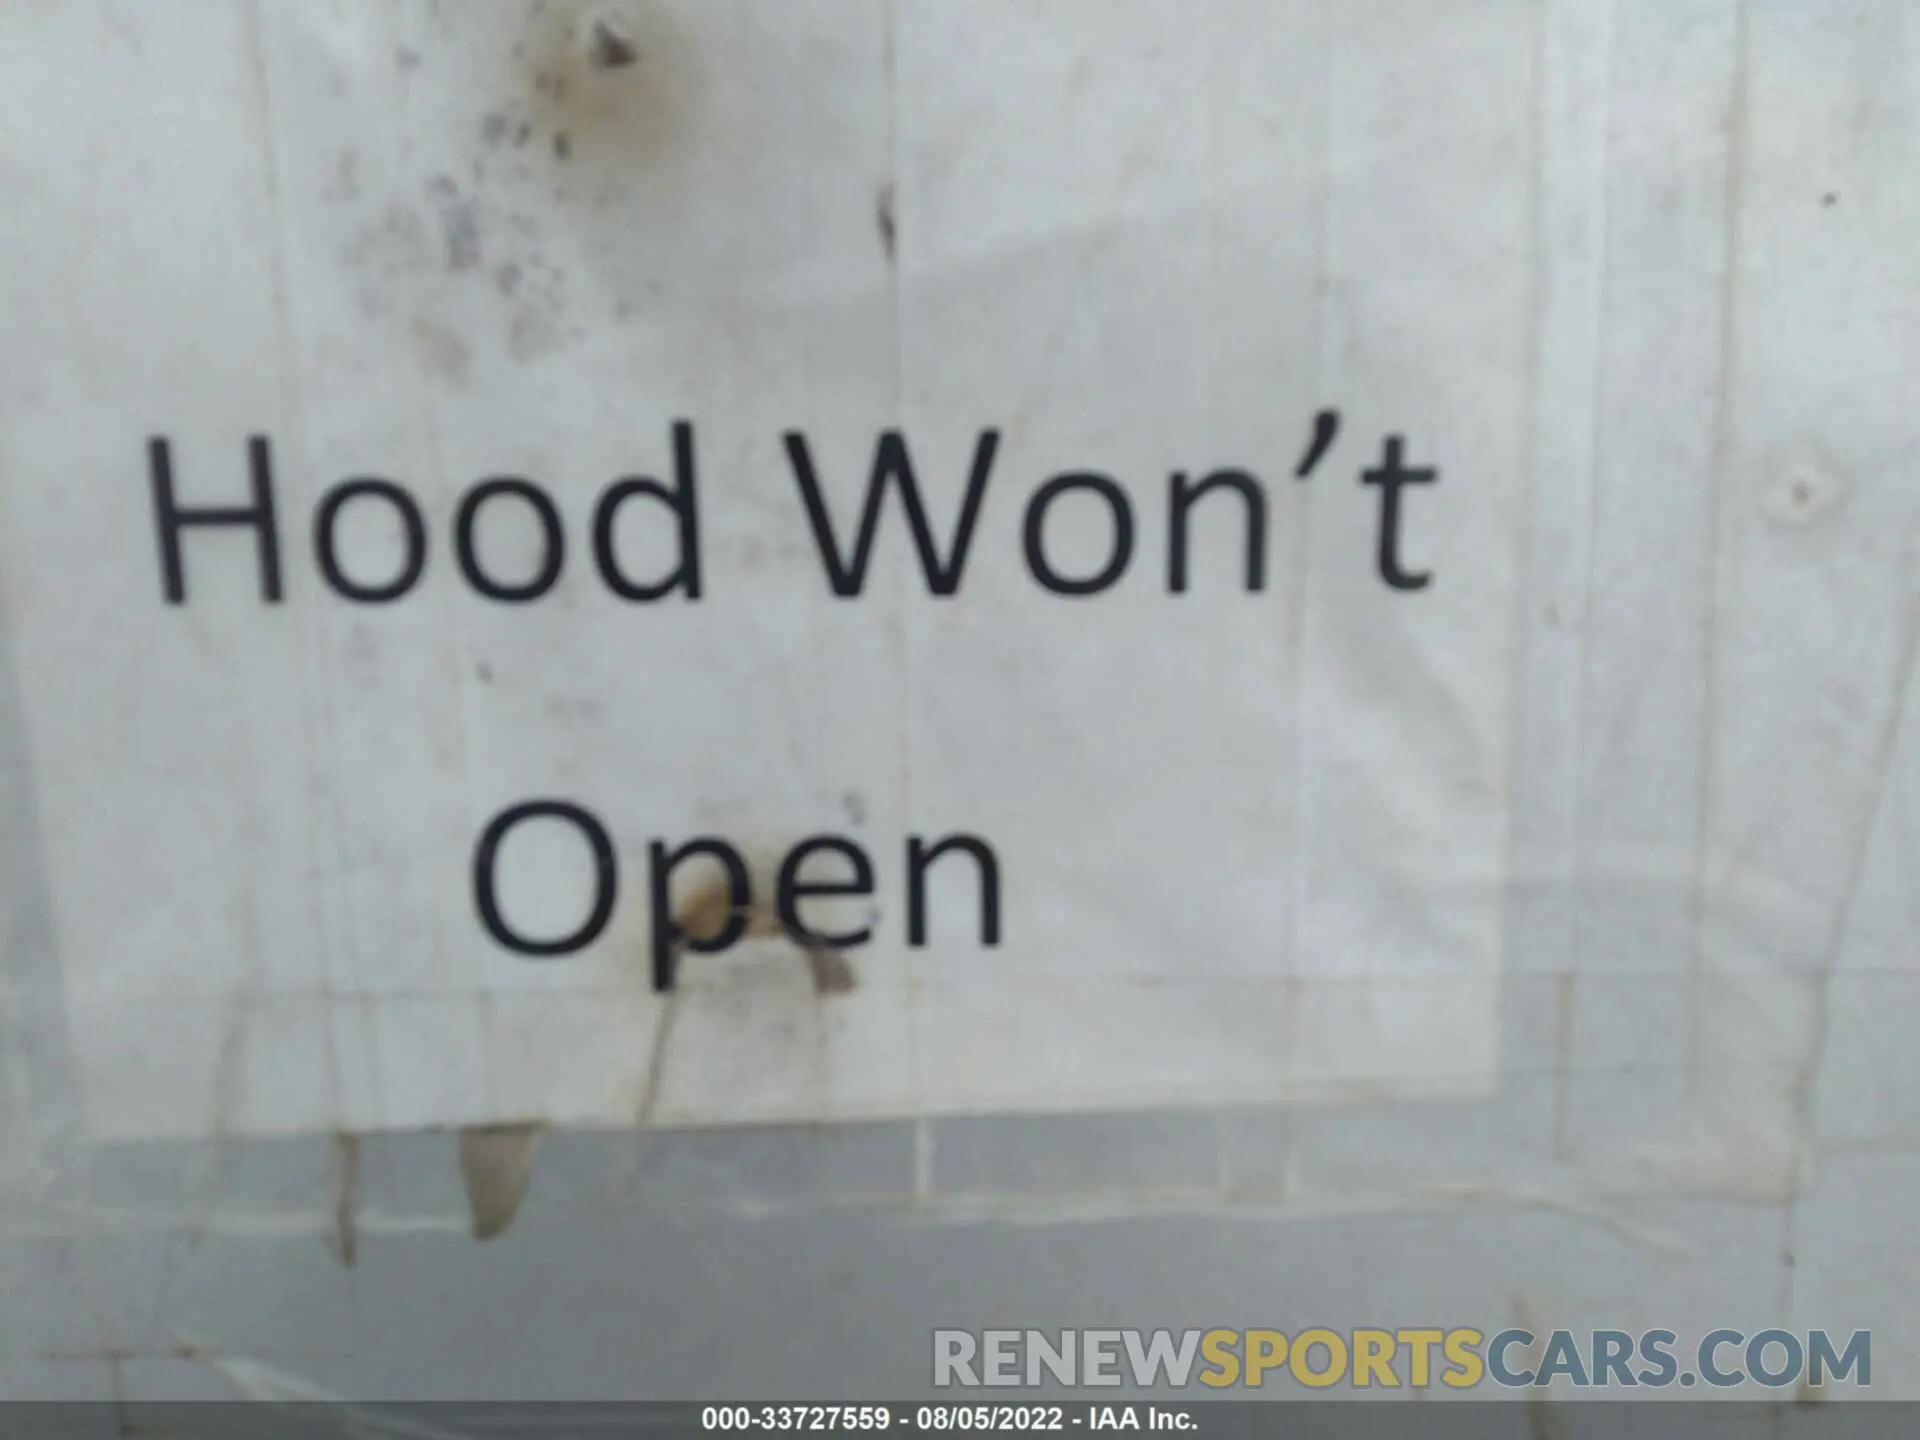 Hood Won’t
Open
RENEWSPORTSCARS.COM
000-33727559 - 08/05/2022 - IAA Inc.